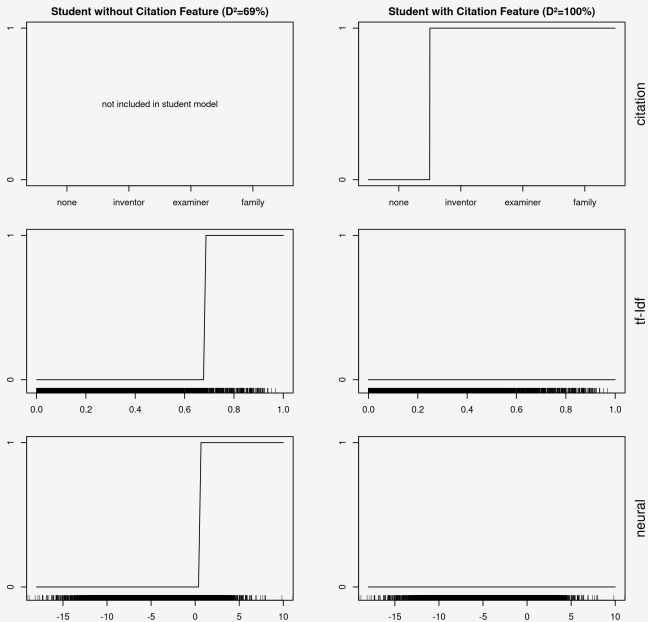 Student without Citation Feature (D²=69%)
Student with Citation Feature (D²=100%)
1
0
not included in student model
none inventor examiner family
1
0
none inventor examiner family
citation
1
0
0.0 0.2 0.4 0.6 0.8 1.0
1
0
0.0 0.2 0.4 0.6 0.8 1.0
tf-Idf
1
0
-15 -10 -5 0 5 10
1
0
-15 -10 -5 0 5 10
neural